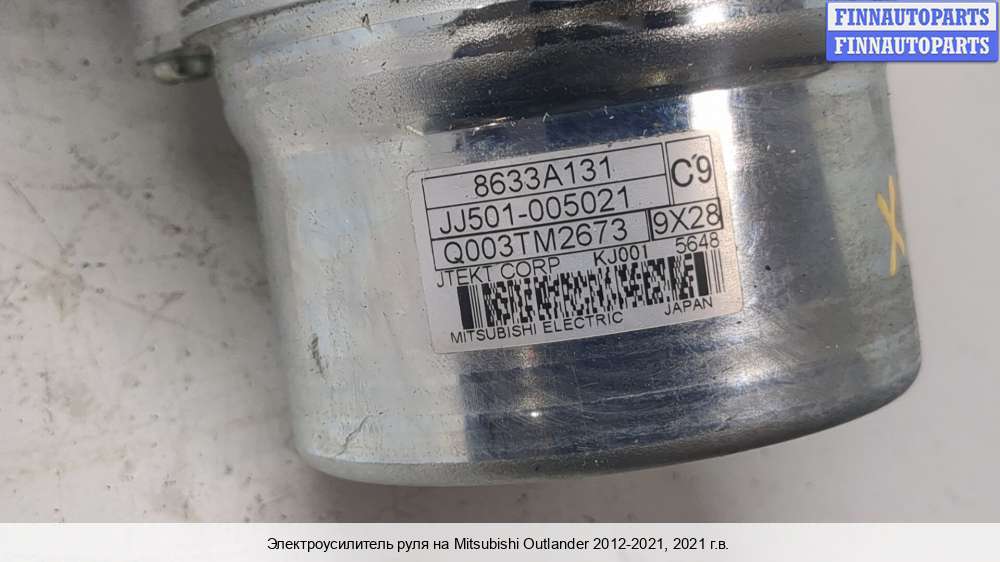 FINNAUTOPARTS
FINNAUTOPARTS
8633A131
C9
JJ501-005021
Q003TM2673
9X28
JTEKT CORP KJ001 5648
MITSUBISHI ELECTRIC JAPAN
X
Электроусилитель руля на Mitsubishi Outlander 2012-2021, 2021 г.в.